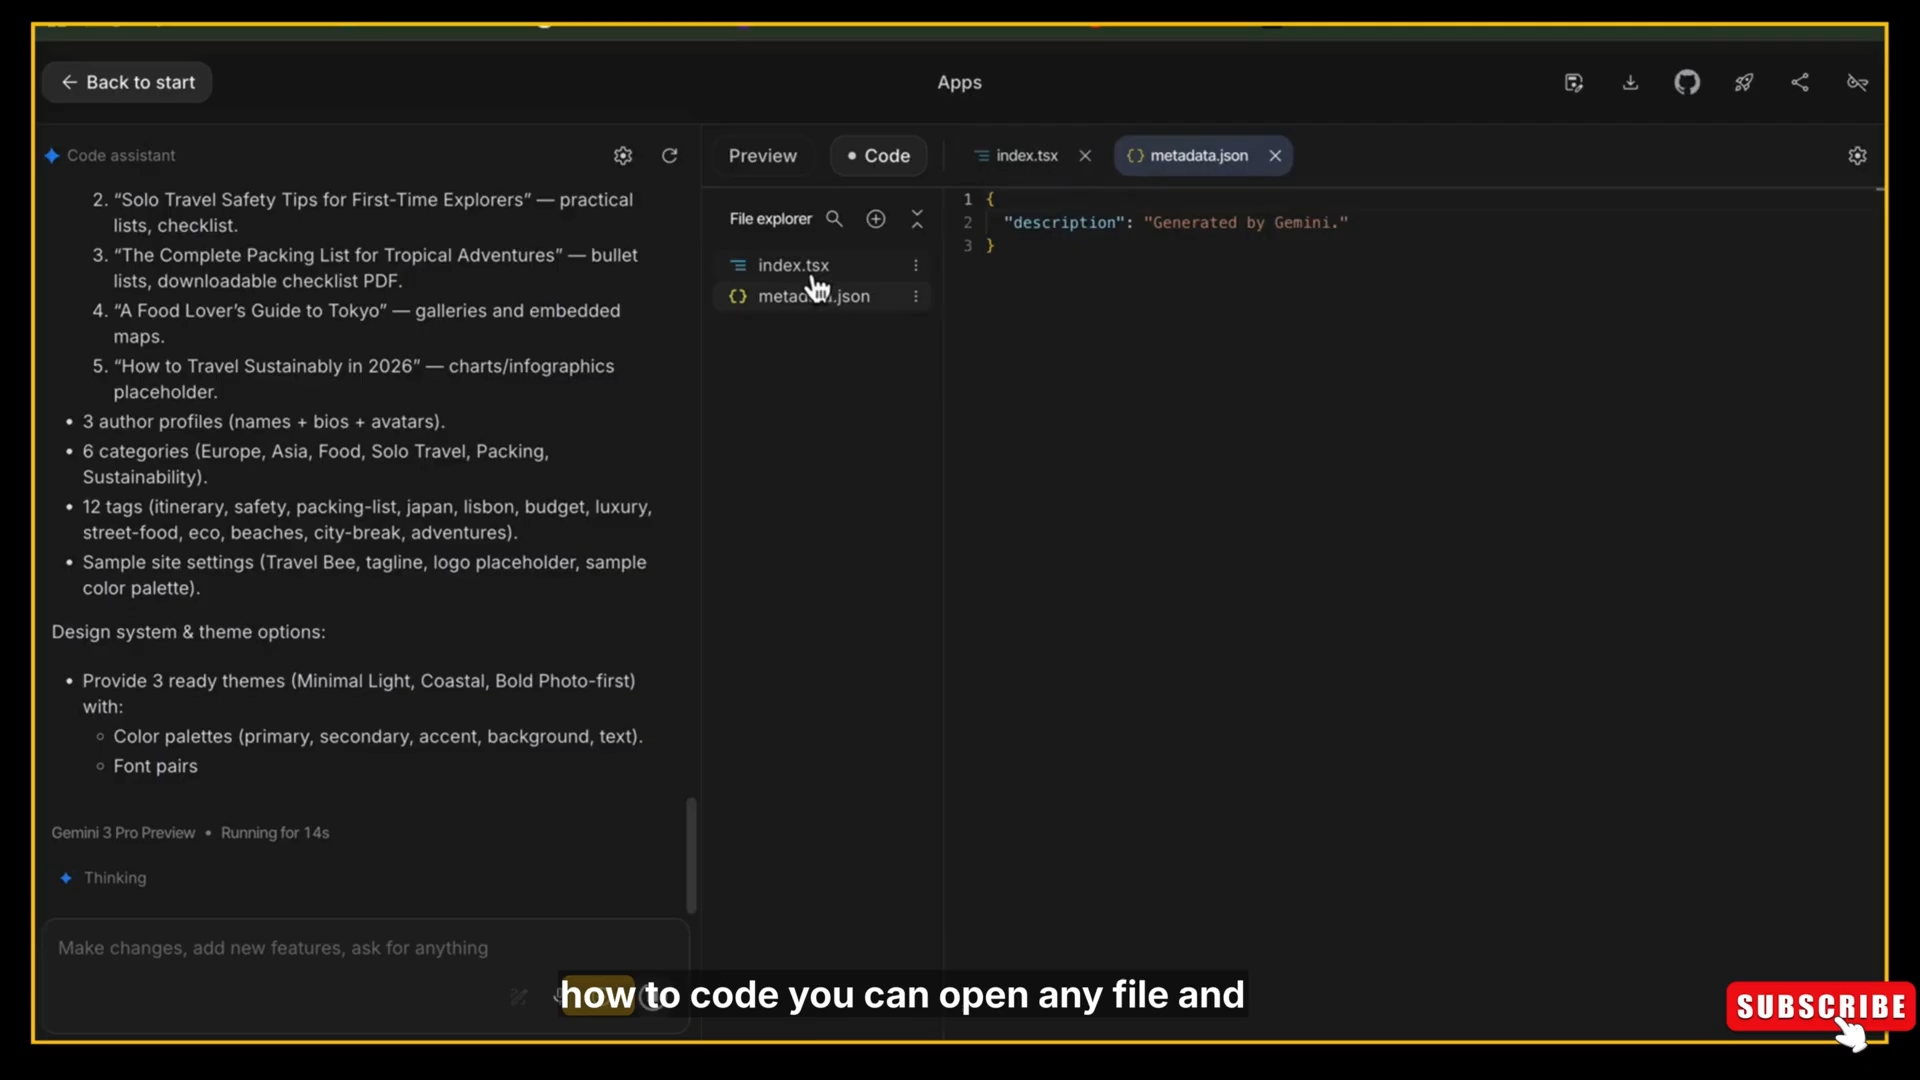 Back to start
Apps
Code assistant
2. “Solo Travel Safety Tips for First-Time Explorers” — practical
lists, checklist.
3. “The Complete Packing List for Tropical Adventures” — bullet
lists, downloadable checklist PDF.
4. “A Food Lover’s Guide to Tokyo” — galleries and embedded
maps.
5. “How to Travel Sustainably in 2026” — charts/infographics
placeholder.
• 3 author profiles (names + bios + avatars).
• 6 categories (Europe, Asia, Food, Solo Travel, Packing,
Sustainability).
• 12 tags (itinerary, safety, packing-list, japan, lisbon, budget, luxury,
street-food, eco, beaches, city-break, adventures).
• Sample site settings (Travel Bee, tagline, logo placeholder, sample
color palette).
Design system & theme options:
• Provide 3 ready themes (Minimal Light, Coastal, Bold Photo-first)
with:
◦ Color palettes (primary, secondary, accent, background, text).
◦ Font pairs
Gemini 3 Pro Preview • Running for 14s
Thinking
Make changes, add new features, ask for anything
Preview
Code
index.tsx
{} metadata.json
File explorer
index.tsx
{} metadata.json
1 {
2 "description": "Generated by Gemini."
3 }
how to code you can open any file and
SUBSCRIBE